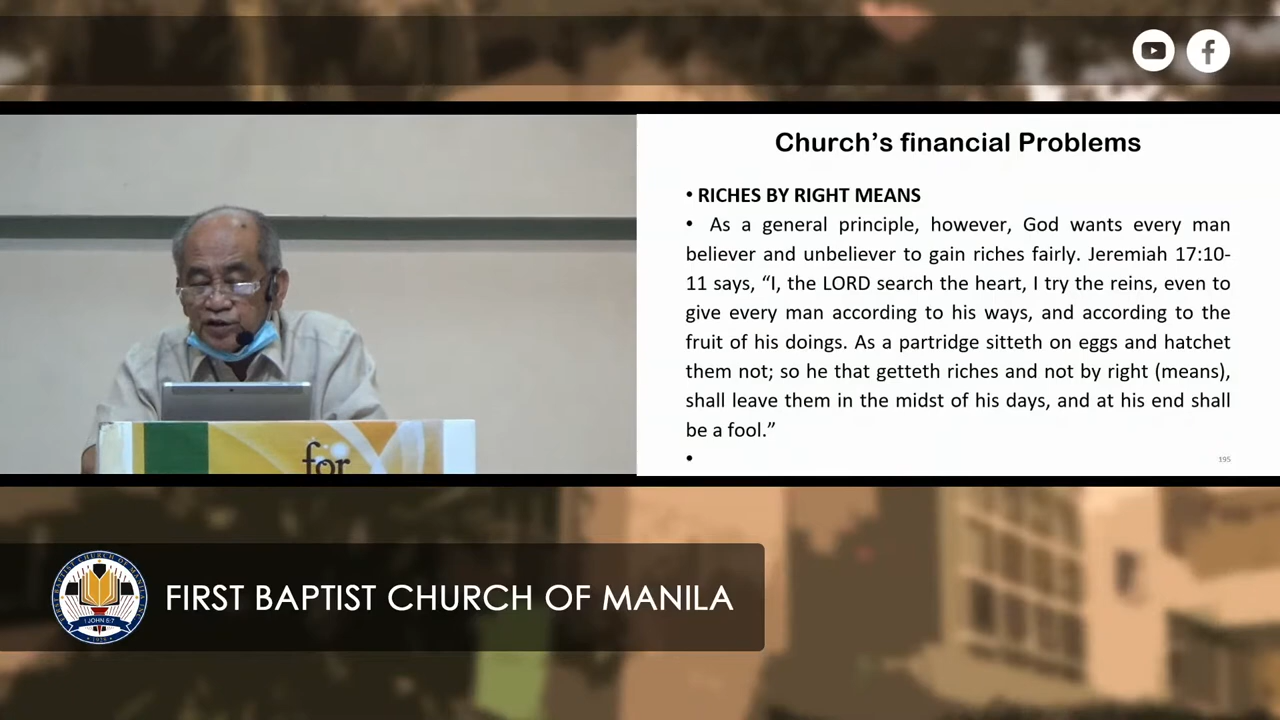 Church's financial Problems
• RICHES BY RIGHT MEANS
• As a general principle, however, God wants every man
believer and unbeliever to gain riches fairly. Jeremiah 17:10-
11 says, “I, the LORD search the heart, I try the reins, even to
give every man according to his ways, and according to the
fruit of his doings. As a partridge sitteth on eggs and hatchet
them not; so he that getteth riches and not by right (means),
shall leave them in the midst of his days, and at his end shall
be a fool.”
•
195
for
FIRST BAPTIST CHURCH OF MANILA